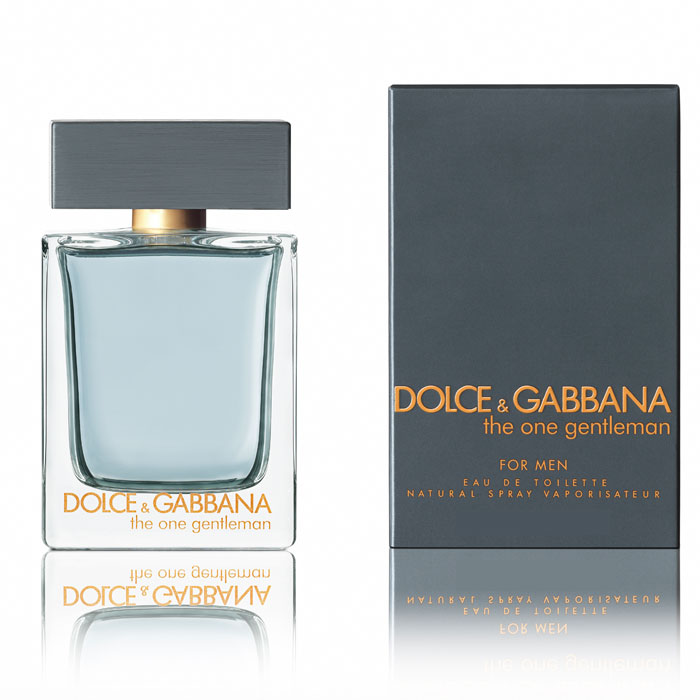 DOLCE & GABBANA
the one gentleman
DOLCE & GABBANA
the one gentleman
FOR MEN
EAU DE TOILETTE
NATURAL SPRAY VAPORISATEUR